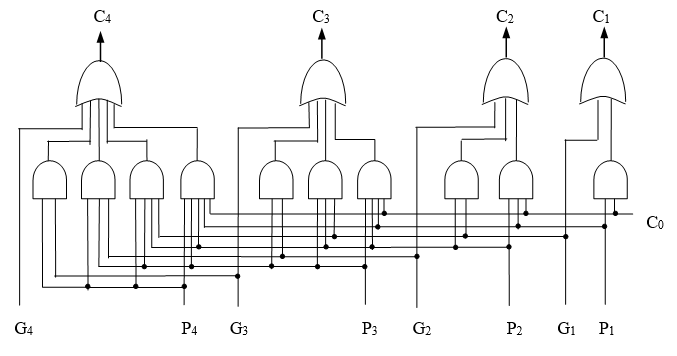 C₄ C₃ C₂ C₁
C₀
G₄ P₄ G₃ P₃ G₂ P₂ G₁ P₁